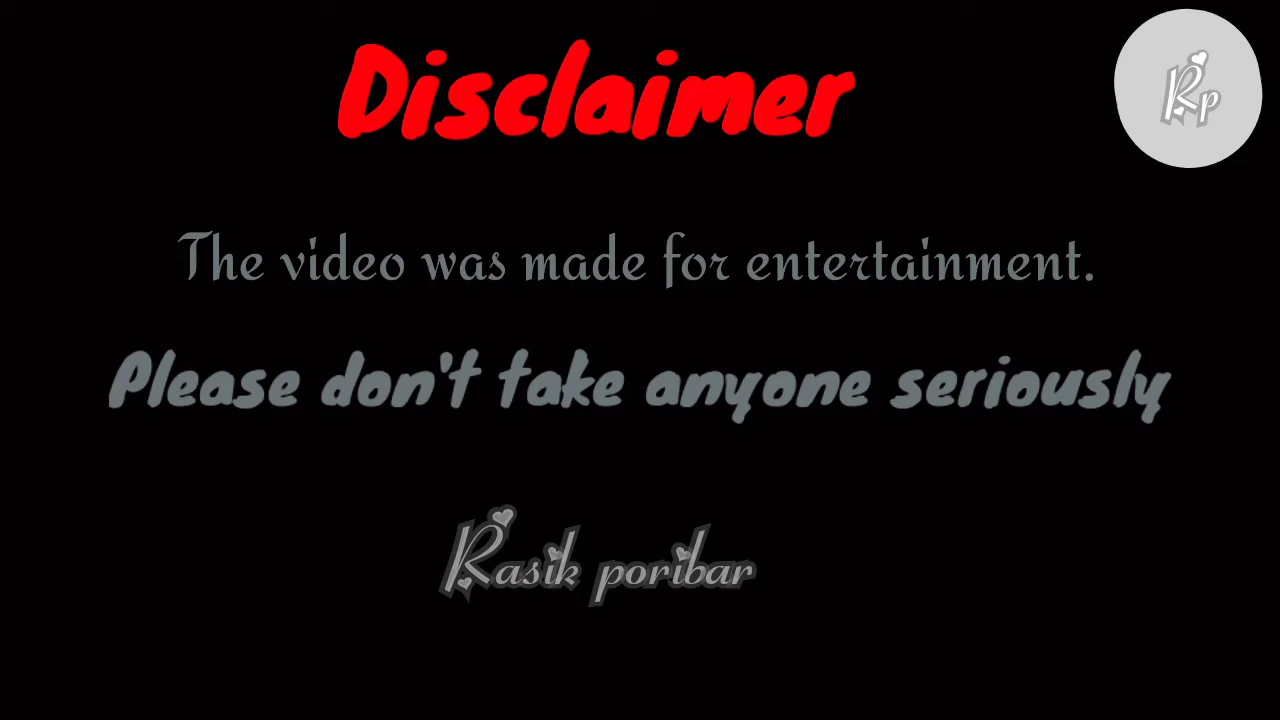 Disclaimer
Rp
The video was made for entertainment.
Please don't take anyone seriously
Rasik poribar